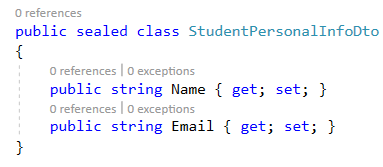 0 references
public sealed class StudentPersonalInfoDto
{
0 references | 0 exceptions
public string Name { get; set; }
0 references | 0 exceptions
public string Email { get; set; }
}